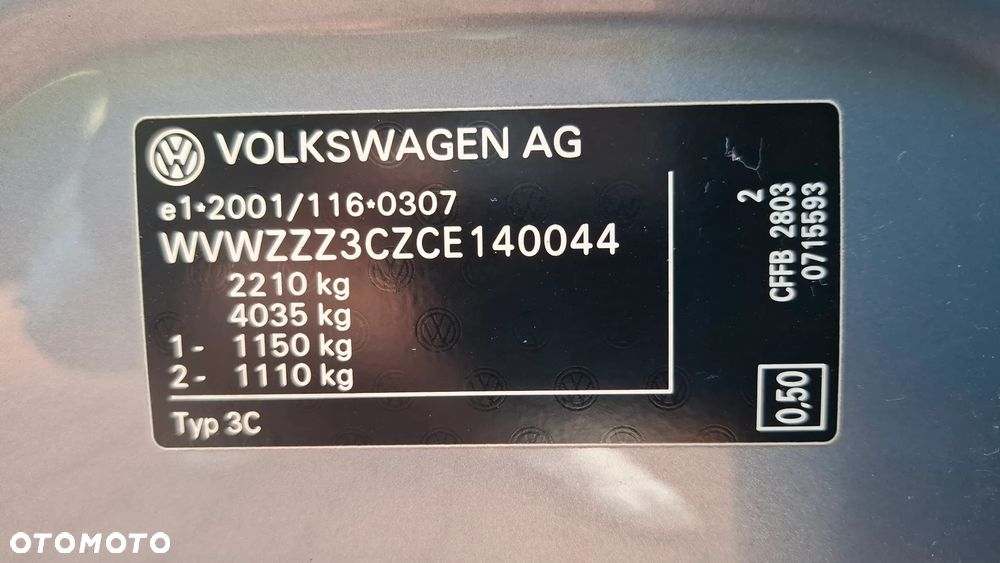 VOLKSWAGEN AG
e1*2001/116*0307
WVWZZZ3CZCE140044
2210 kg
4035 kg
1- 1150 kg
2- 1110 kg
Typ 3C
2
CFFB 2803
0715593
0,50
OTOMOTO